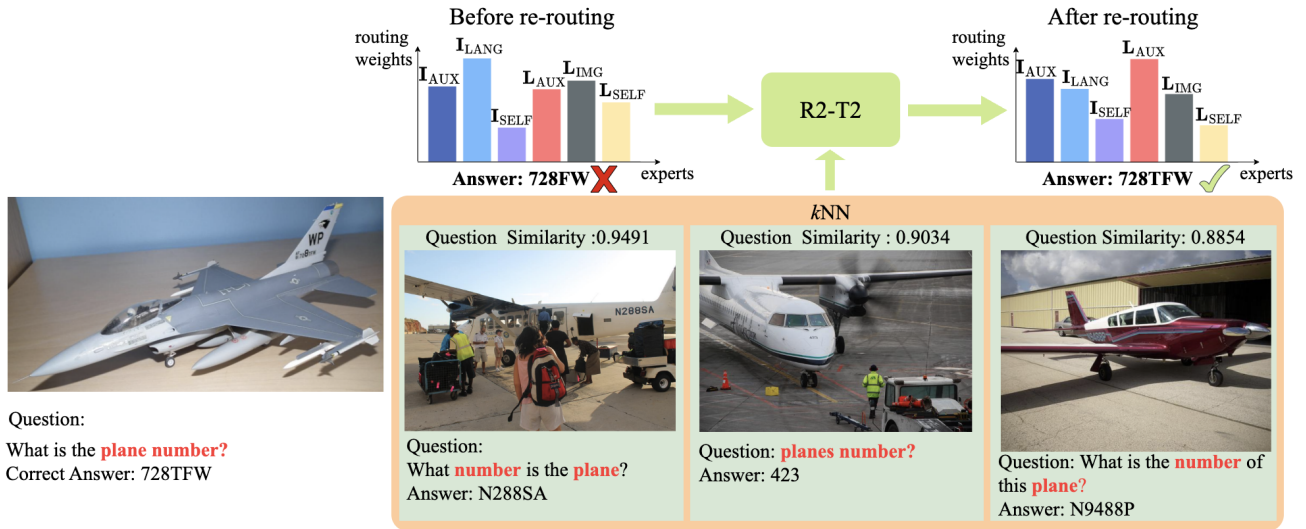 Before re-routing
After re-routing
routing
weights
I_AUX
I_LANG
I_SELF
L_AUX
L_IMG
L_SELF
experts
Answer: 728FW
R2-T2
routing
weights
I_AUX
I_LANG
I_SELF
L_AUX
L_IMG
L_SELF
experts
Answer: 728TFW
WP
Question:
What is the plane number?
Correct Answer: 728TFW
kNN
Question Similarity :0.9491
N288SA
Question:
What number is the plane?
Answer: N288SA
Question Similarity : 0.9034
Question: planes number?
Answer: 423
Question Similarity: 0.8854
Question: What is the number of
this plane?
Answer: N9488P